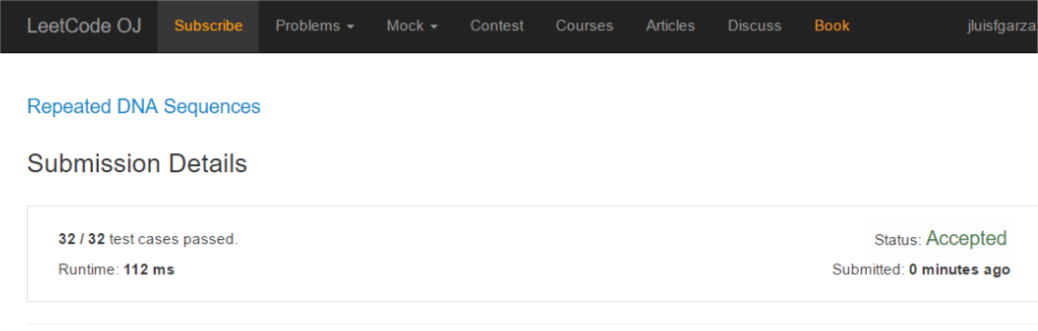 LeetCode OJ Subscribe Problems Mock Contest Courses Articles Discuss Book jluisfgarza
Repeated DNA Sequences
Submission Details
32 / 32 test cases passed. Status: Accepted
Runtime: 112 ms Submitted: 0 minutes ago